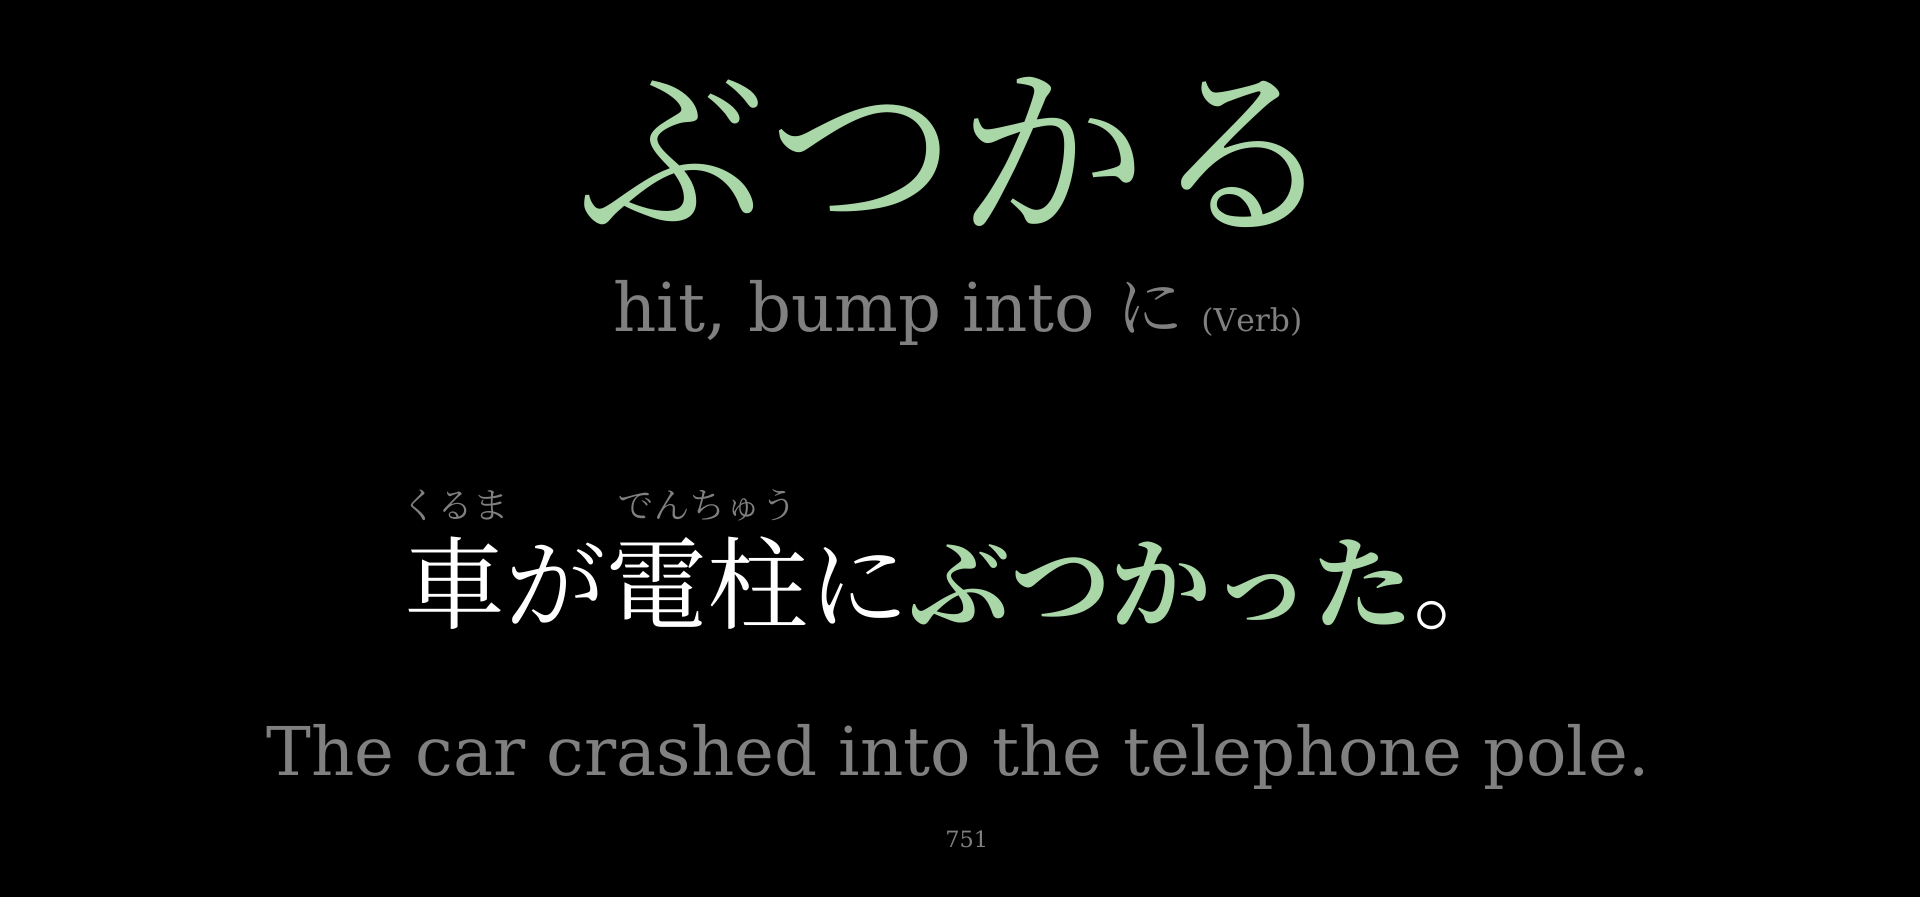 ぶつかる
hit, bump into に (Verb)
くるま でんちゅう
車が電柱にぶつかった。
The car crashed into the telephone pole.
751